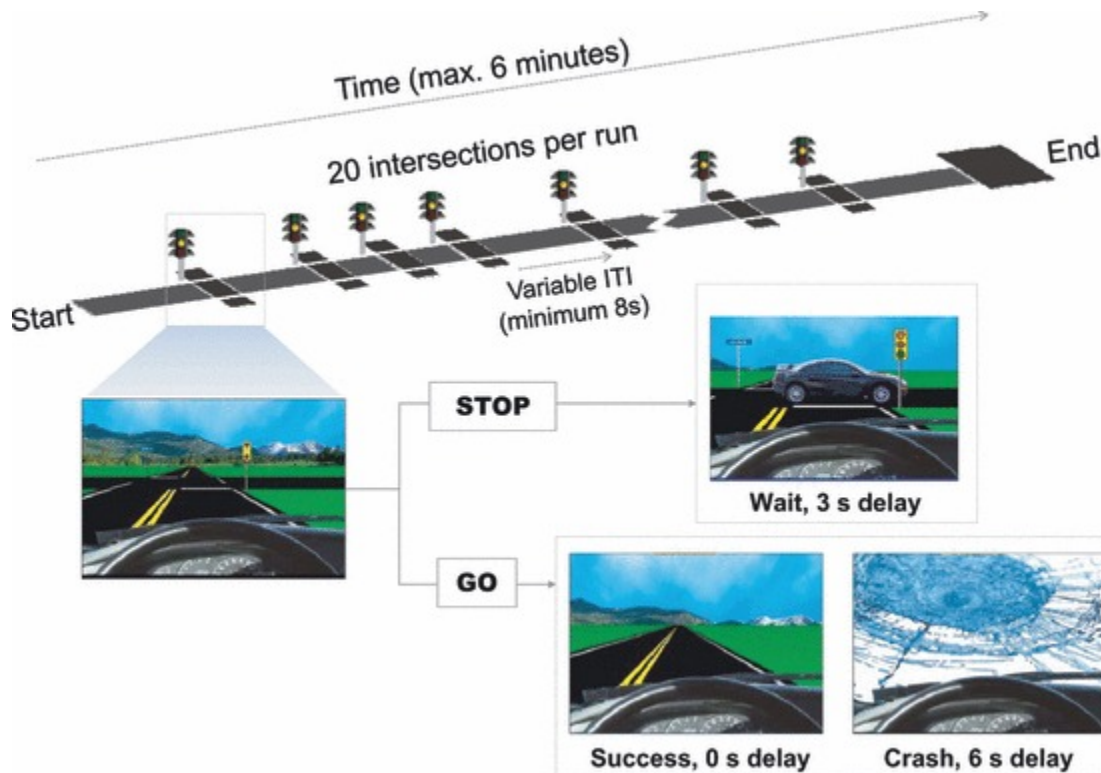 Time (max. 6 minutes)
20 intersections per run
End
Start
Variable ITI
(minimum 8s)
STOP
Wait, 3 s delay
GO
Success, 0 s delay
Crash, 6 s delay